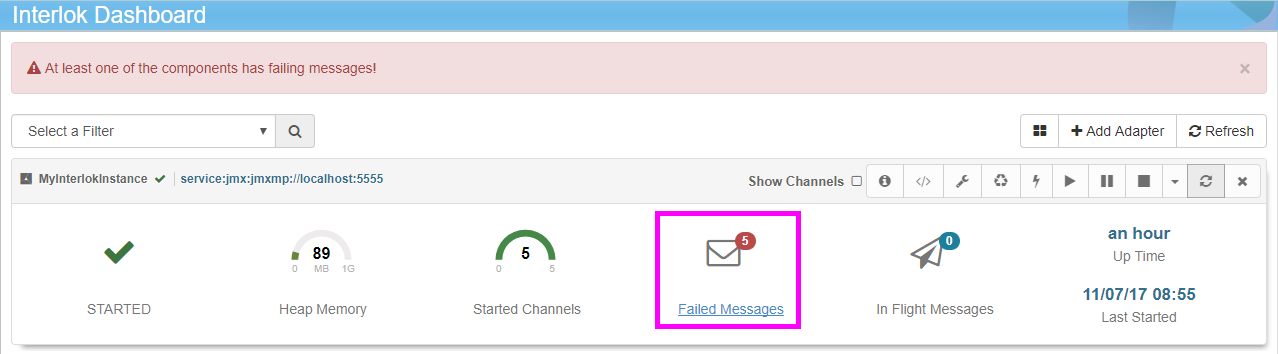 Interlok Dashboard
At least one of the components has failing messages! ×
Select a Filter Add Adapter Refresh
MyInterlokInstance service:jmx:jmxmp://localhost:5555 Show Channels </>
89
0 MB 1G
Heap Memory
5
0 5
Started Channels
STARTED
5
Failed Messages
0
In Flight Messages
an hour
Up Time
11/07/17 08:55
Last Started